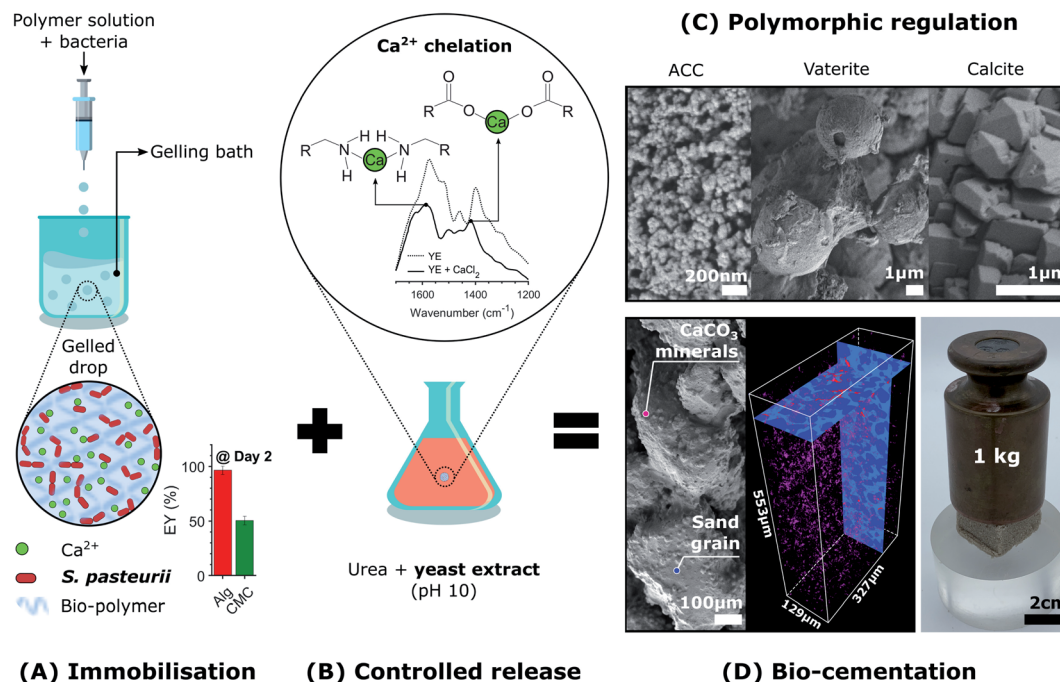 Polymer solution
+ bacteria
Gelling bath
Gelled
drop
@ Day 2
100
50
0
EY (%)
Alg
CMC
Ca²⁺
S. pasteurii
Bio-polymer
(A) Immobilisation
Ca²⁺ chelation
O
O
R
O
Ca
O
R
H
H
R
N
Ca
N
R
H
H
YE
YE + CaCl₂
1600
1400
1200
Wavenumber (cm⁻¹)
Urea + yeast extract
(pH 10)
(B) Controlled release
(C) Polymorphic regulation
ACC
Vaterite
Calcite
200nm
1µm
1µm
CaCO₃
minerals
Sand
grain
100µm
553µm
129µm
327µm
1 kg
2cm
(D) Bio-cementation